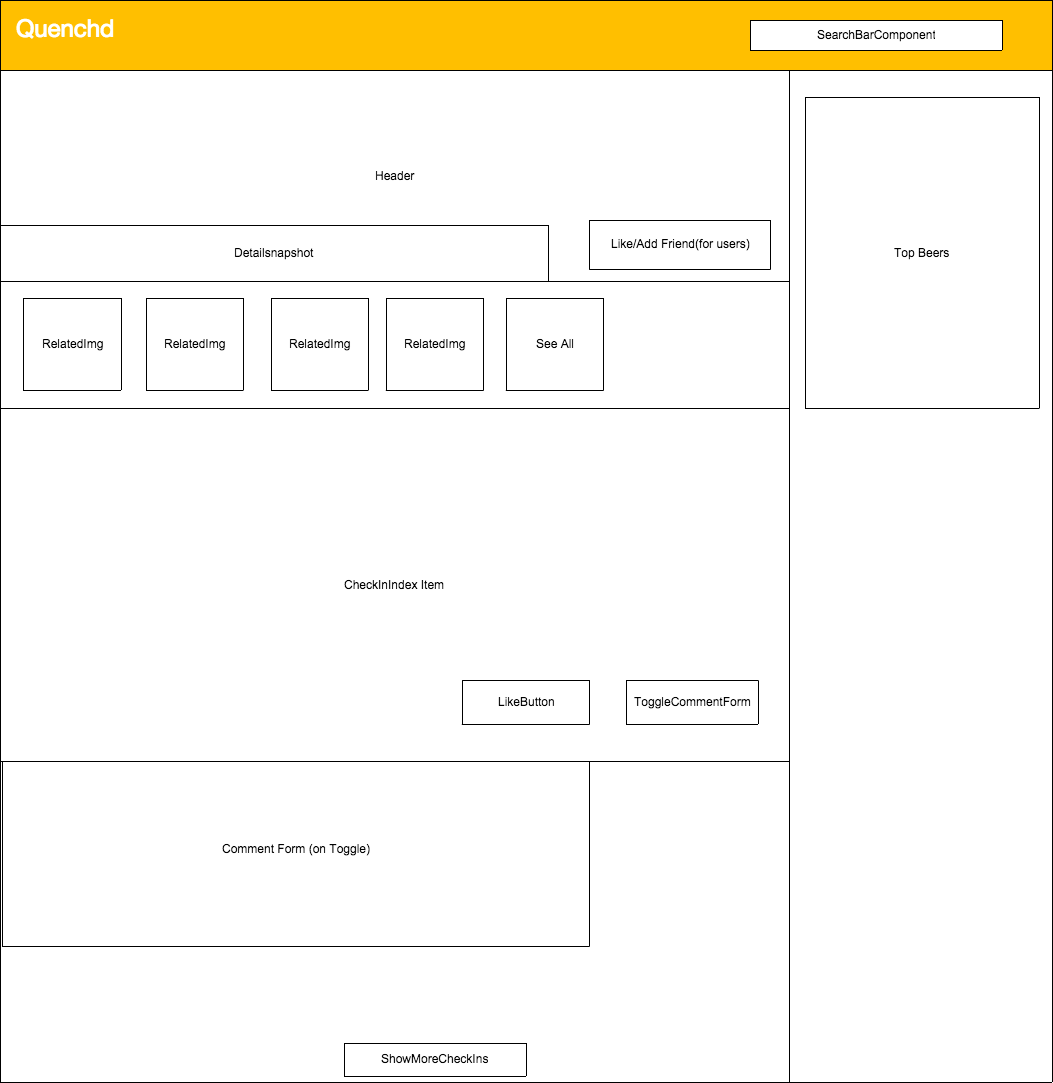 Quenchd
SearchBarComponent
Header
Detailsnapshot
Like/Add Friend(for users)
Top Beers
RelatedImg
RelatedImg
RelatedImg
RelatedImg
See All
CheckInIndex Item
LikeButton
ToggleCommentForm
Comment Form (on Toggle)
ShowMoreCheckIns